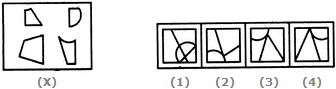 (X) (1) (2) (3) (4)